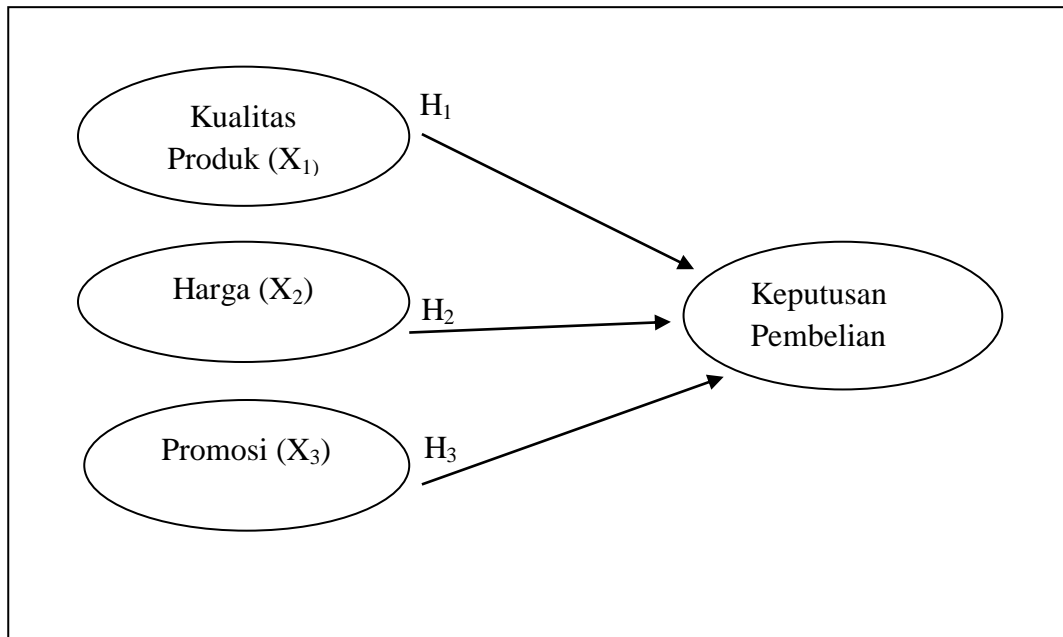 Kualitas
Produk (X₁₎
H₁
Harga (X₂)
H₂
Promosi (X₃)
H₃
Keputusan
Pembelian